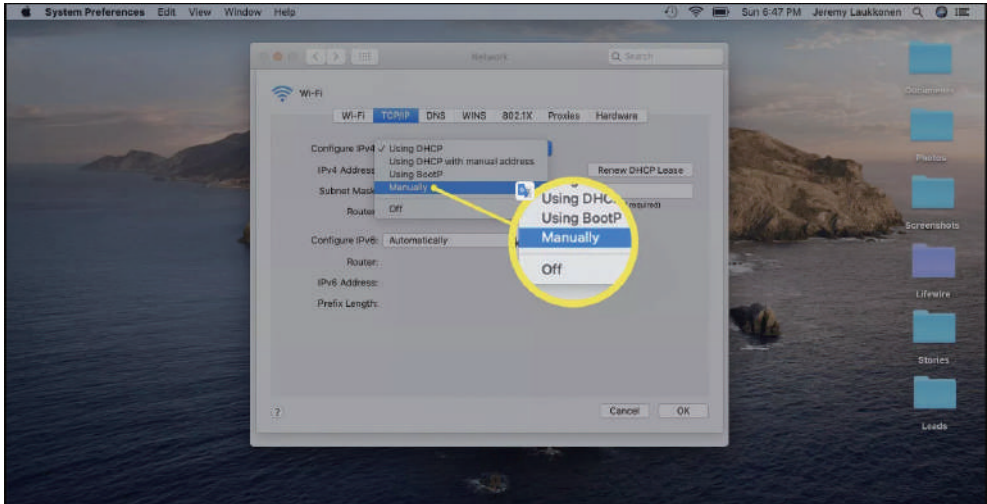 System Preferences Edit View Window Help Sun 6:47 PM Jeremy Laukkonen
Network Search
Wi-Fi
Wi-Fi TCP/IP DNS WINS 802.1X Proxies Hardware
Configure IPv4 ✓ Using DHCP
Using DHCP with manual address
IPv4 Address Using BootP Renew DHCP Lease
Subnet Mask Manually
Router Off required)
Using DHC
Using BootP
Manually
Off
Configure IPv6: Automatically
Router:
IPv6 Address:
Prefix Length:
? Cancel OK
Documents
Photos
Screenshots
Lifewire
Stories
Leads